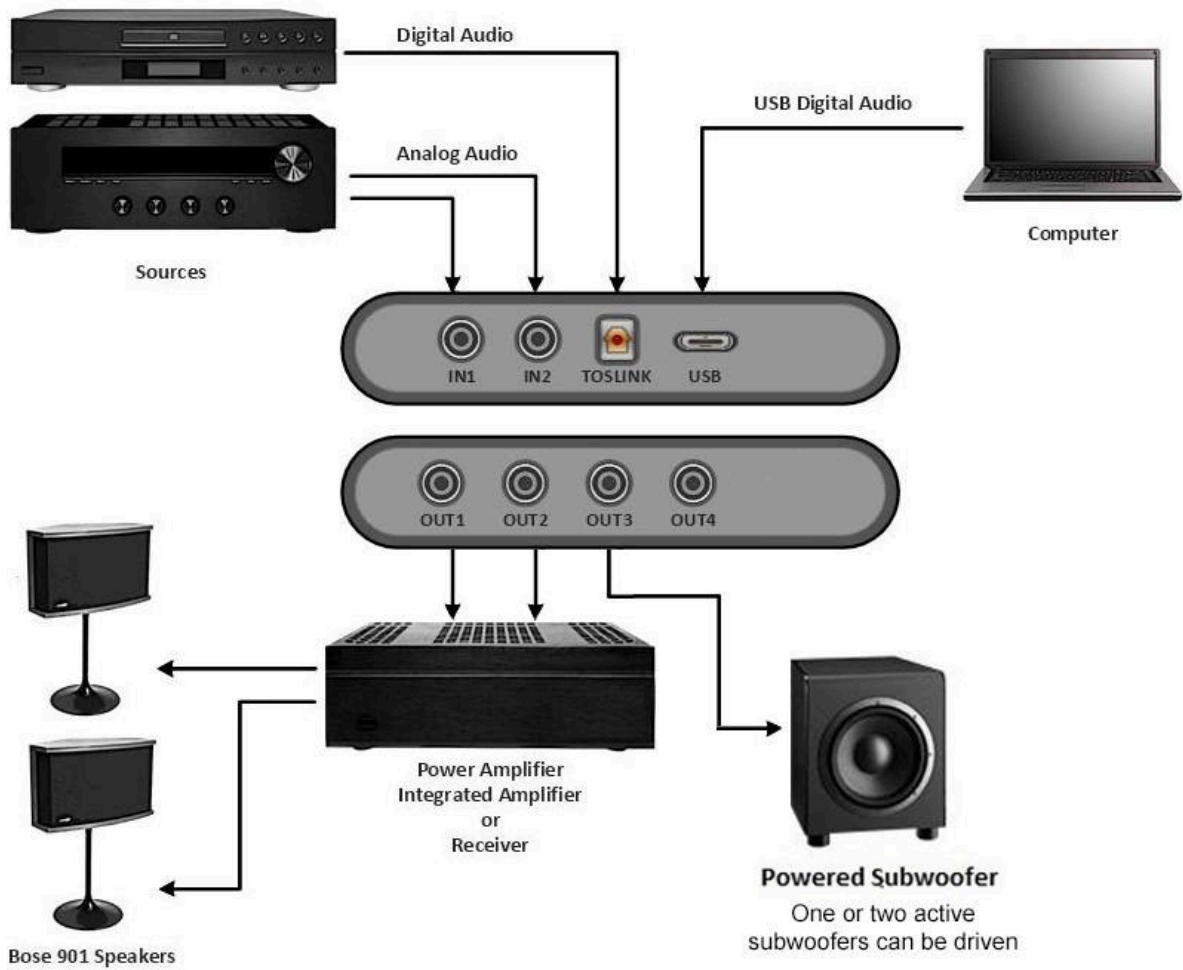 Digital Audio
USB Digital Audio
Analog Audio
Computer
Sources
IN1 IN2 TOSLINK USB
OUT1 OUT2 OUT3 OUT4
Power Amplifier
Integrated Amplifier
or
Receiver
Powered Subwoofer
One or two active
subwoofers can be driven
Bose 901 Speakers